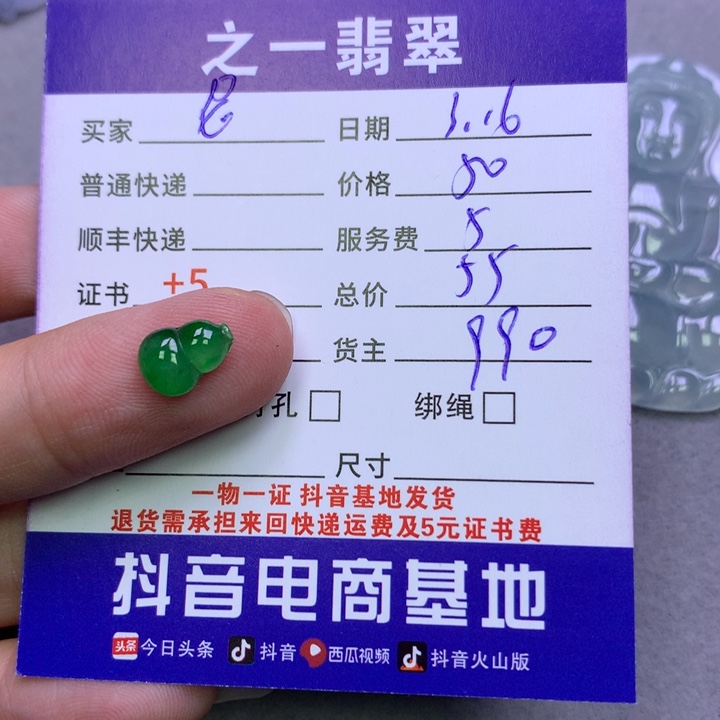 之一翡翠
买家 日期 3.16
普通快递 价格 50
顺丰快递 服务费 5
证书 +5 总价 55
货主 990
孔 绑绳
尺寸
一物一证 抖音基地发货
退货需承担来回快递运费及5元证书费
抖音电商基地
头条 今日头条 抖音 西瓜视频 抖音火山版